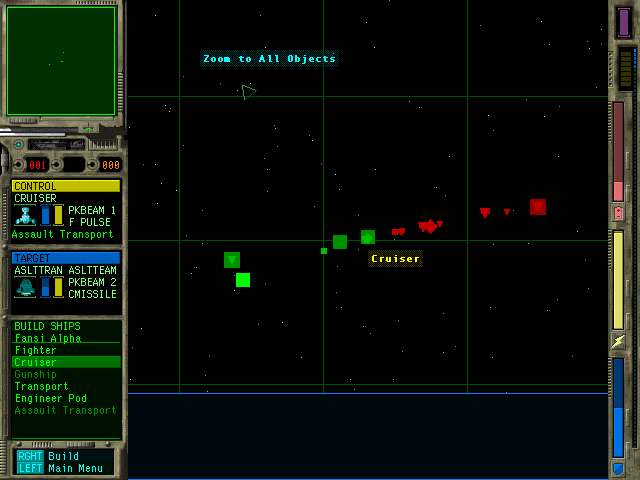 Zoom to All Objects
001 000
CONTROL
CRUISER
PKBEAM 1
F PULSE
Assault Transport
TARGET
ASLTTRAN ASLTTEAM
PKBEAM 2
CMISSILE
Cruiser
BUILD SHIPS
Fansi Alpha
Fighter
Cruiser
Gunship
Transport
Engineer Pod
Assault Transport
RGHT Build
LEFT Main Menu